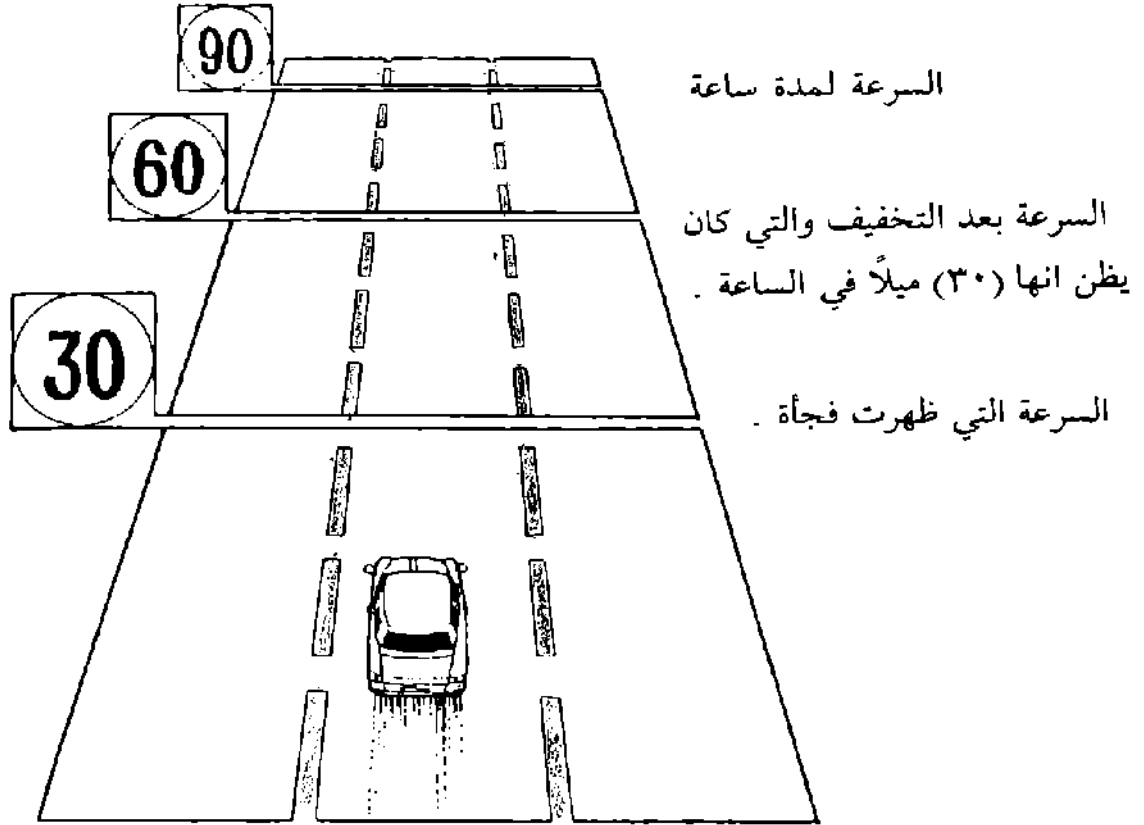 90
السرعة لمدة ساعة
60
السرعة بعد التخفيف والتي كان
يظن انها (٣٠) ميلًا في الساعة .
30
السرعة التي ظهرت فجأة .